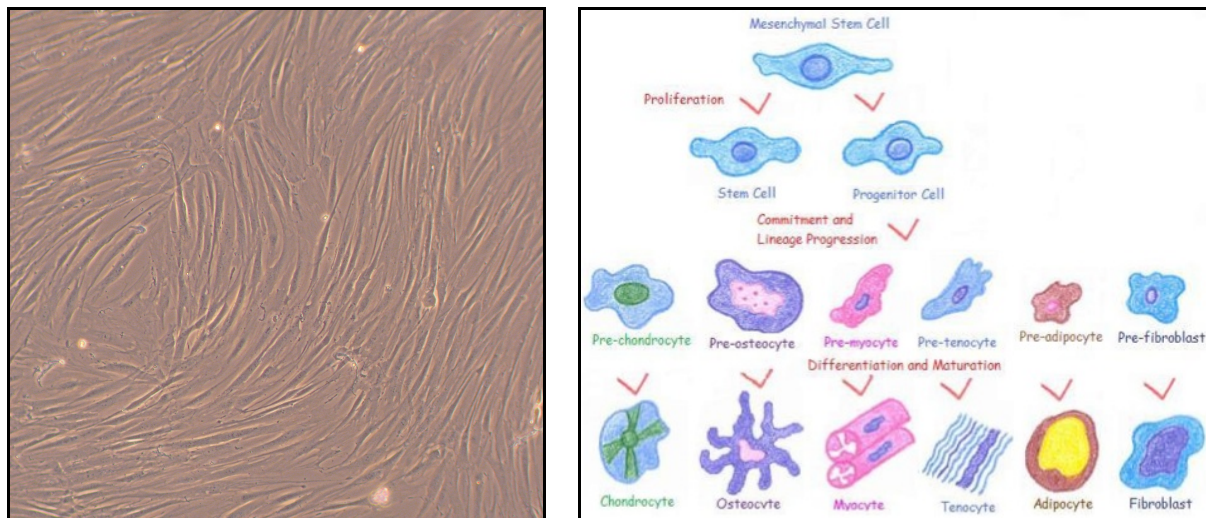 Mesenchymal Stem Cell
Proliferation
Stem Cell
Progenitor Cell
Commitment and
Lineage Progression
Pre-chondrocyte
Pre-osteocyte
Pre-myocyte
Pre-tenocyte
Pre-adipocyte
Pre-fibroblast
Differentiation and Maturation
Chondrocyte
Osteocyte
Myocyte
Tenocyte
Adipocyte
Fibroblast